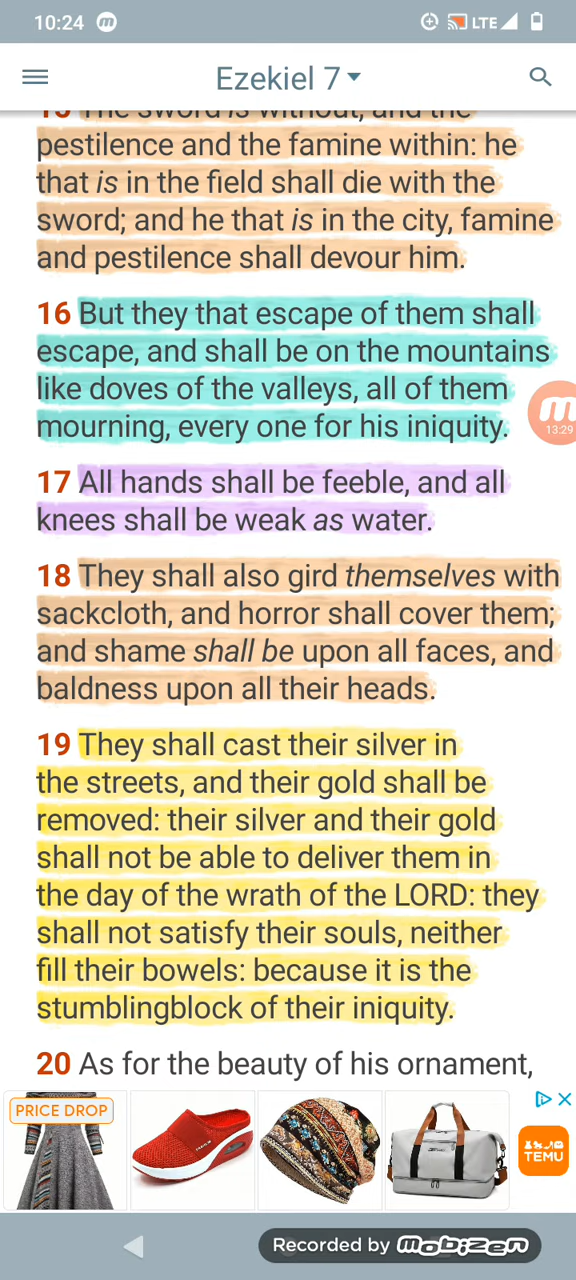 10:24
LTE
Ezekiel 7
15 The sword is without, and the
pestilence and the famine within: he
that is in the field shall die with the
sword; and he that is in the city, famine
and pestilence shall devour him.
16 But they that escape of them shall
escape, and shall be on the mountains
like doves of the valleys, all of them
mourning, every one for his iniquity.
13:29
17 All hands shall be feeble, and all
knees shall be weak as water.
18 They shall also gird themselves with
sackcloth, and horror shall cover them;
and shame shall be upon all faces, and
baldness upon all their heads.
19 They shall cast their silver in
the streets, and their gold shall be
removed: their silver and their gold
shall not be able to deliver them in
the day of the wrath of the LORD: they
shall not satisfy their souls, neither
fill their bowels: because it is the
stumblingblock of their iniquity.
20 As for the beauty of his ornament,
PRICE DROP
TEMU
Recorded by mobizen